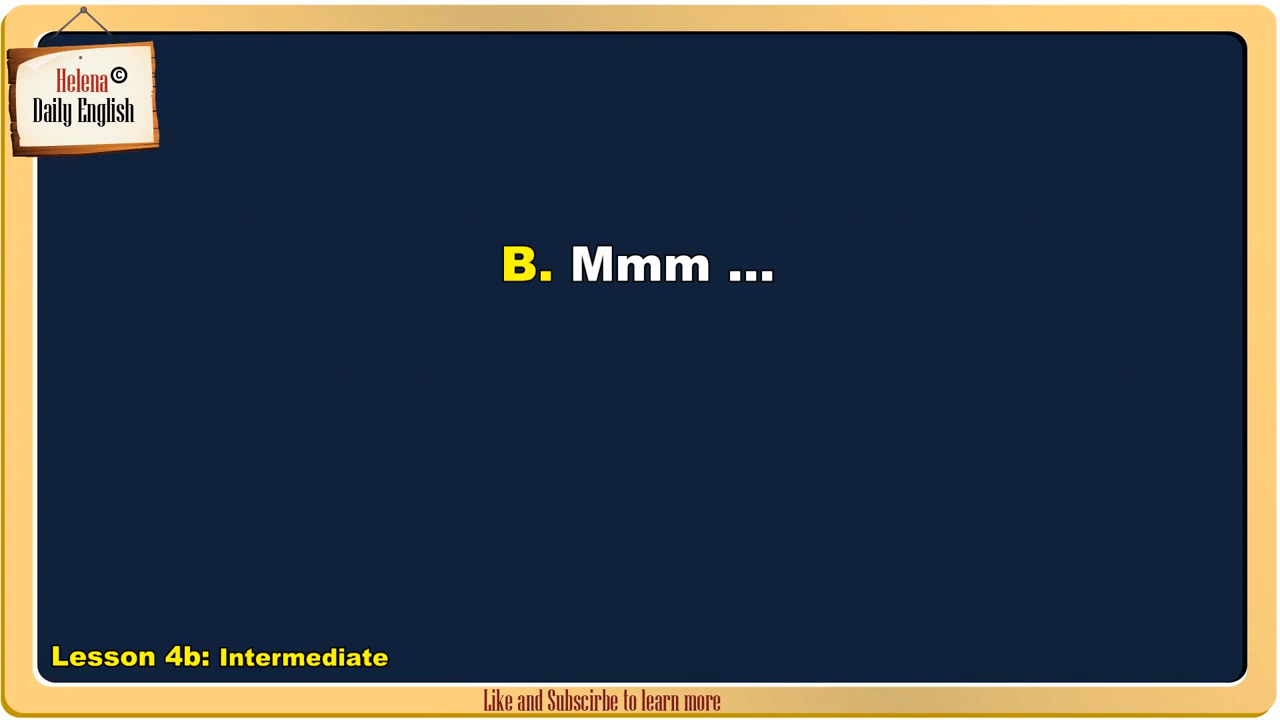 Helena ©
Daily English
B. Mmm ...
Lesson 4b: Intermediate
Like and Subscirbe to learn more